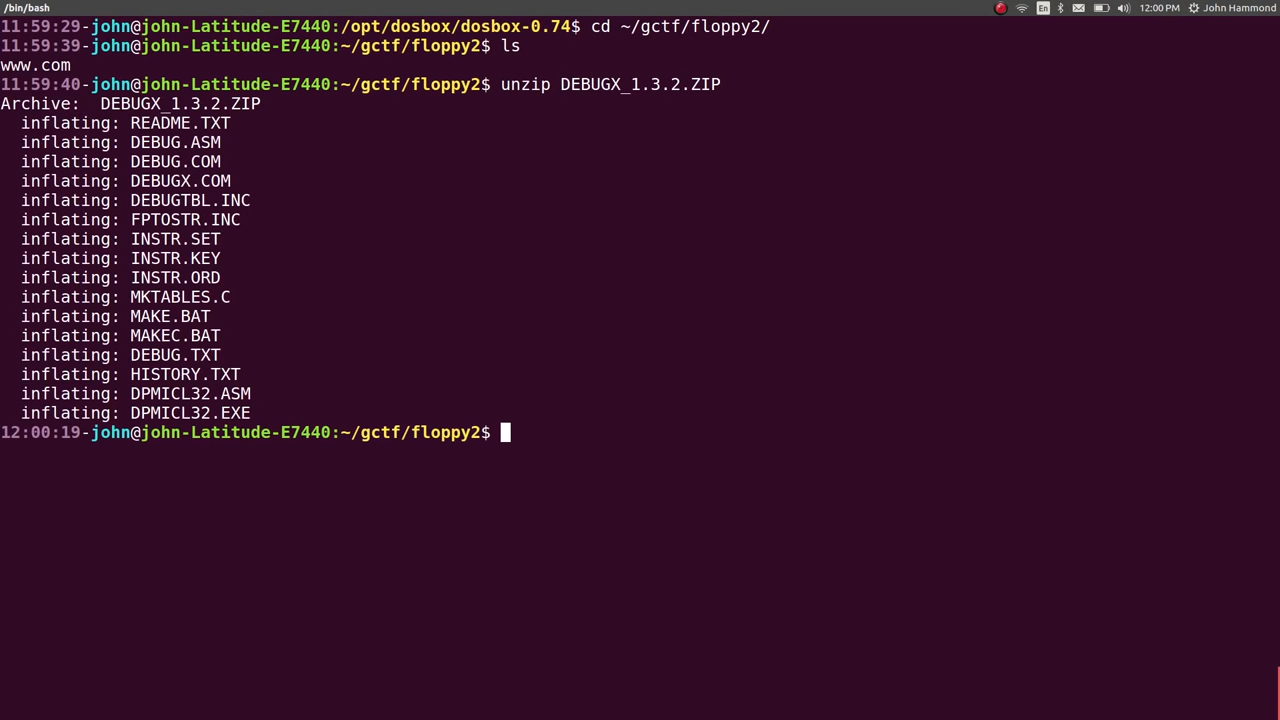 /bin/bash
En
12:00 PM
John Hammond
11:59:29-john@john-Latitude-E7440:/opt/dosbox/dosbox-0.74$ cd ~/gctf/floppy2/
11:59:39-john@john-Latitude-E7440:~/gctf/floppy2$ ls
www.com
11:59:40-john@john-Latitude-E7440:~/gctf/floppy2$ unzip DEBUGX_1.3.2.ZIP
Archive:  DEBUGX_1.3.2.ZIP
  inflating: README.TXT
  inflating: DEBUG.ASM
  inflating: DEBUG.COM
  inflating: DEBUGX.COM
  inflating: DEBUGTBL.INC
  inflating: FPTOSTR.INC
  inflating: INSTR.SET
  inflating: INSTR.KEY
  inflating: INSTR.ORD
  inflating: MKTABLES.C
  inflating: MAKE.BAT
  inflating: MAKEC.BAT
  inflating: DEBUG.TXT
  inflating: HISTORY.TXT
  inflating: DPMICL32.ASM
  inflating: DPMICL32.EXE
12:00:19-john@john-Latitude-E7440:~/gctf/floppy2$